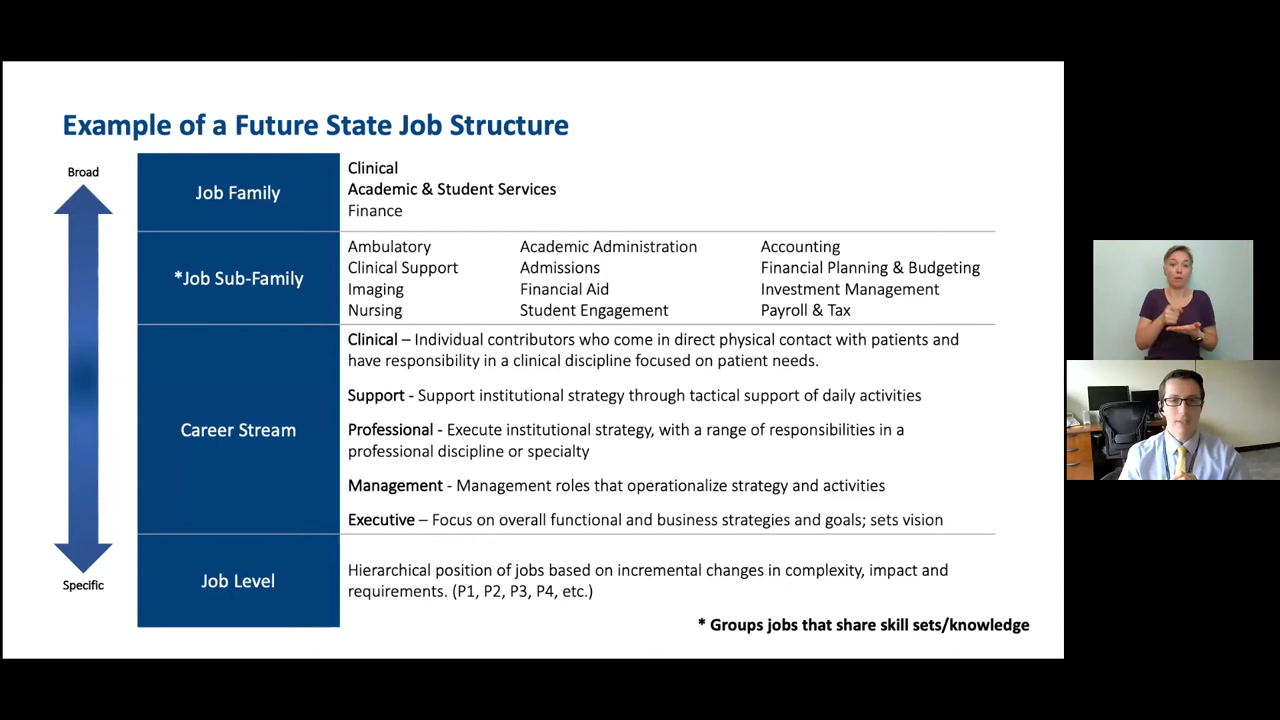 Example of a Future State Job Structure
Broad
Job Family
Clinical
Academic & Student Services
Finance
*Job Sub-Family
Ambulatory
Clinical Support
Imaging
Nursing
Academic Administration
Admissions
Financial Aid
Student Engagement
Accounting
Financial Planning & Budgeting
Investment Management
Payroll & Tax
Career Stream
Clinical – Individual contributors who come in direct physical contact with patients and
have responsibility in a clinical discipline focused on patient needs.
Support - Support institutional strategy through tactical support of daily activities
Professional - Execute institutional strategy, with a range of responsibilities in a
professional discipline or specialty
Management - Management roles that operationalize strategy and activities
Executive – Focus on overall functional and business strategies and goals; sets vision
Specific
Job Level
Hierarchical position of jobs based on incremental changes in complexity, impact and
requirements. (P1, P2, P3, P4, etc.)
* Groups jobs that share skill sets/knowledge